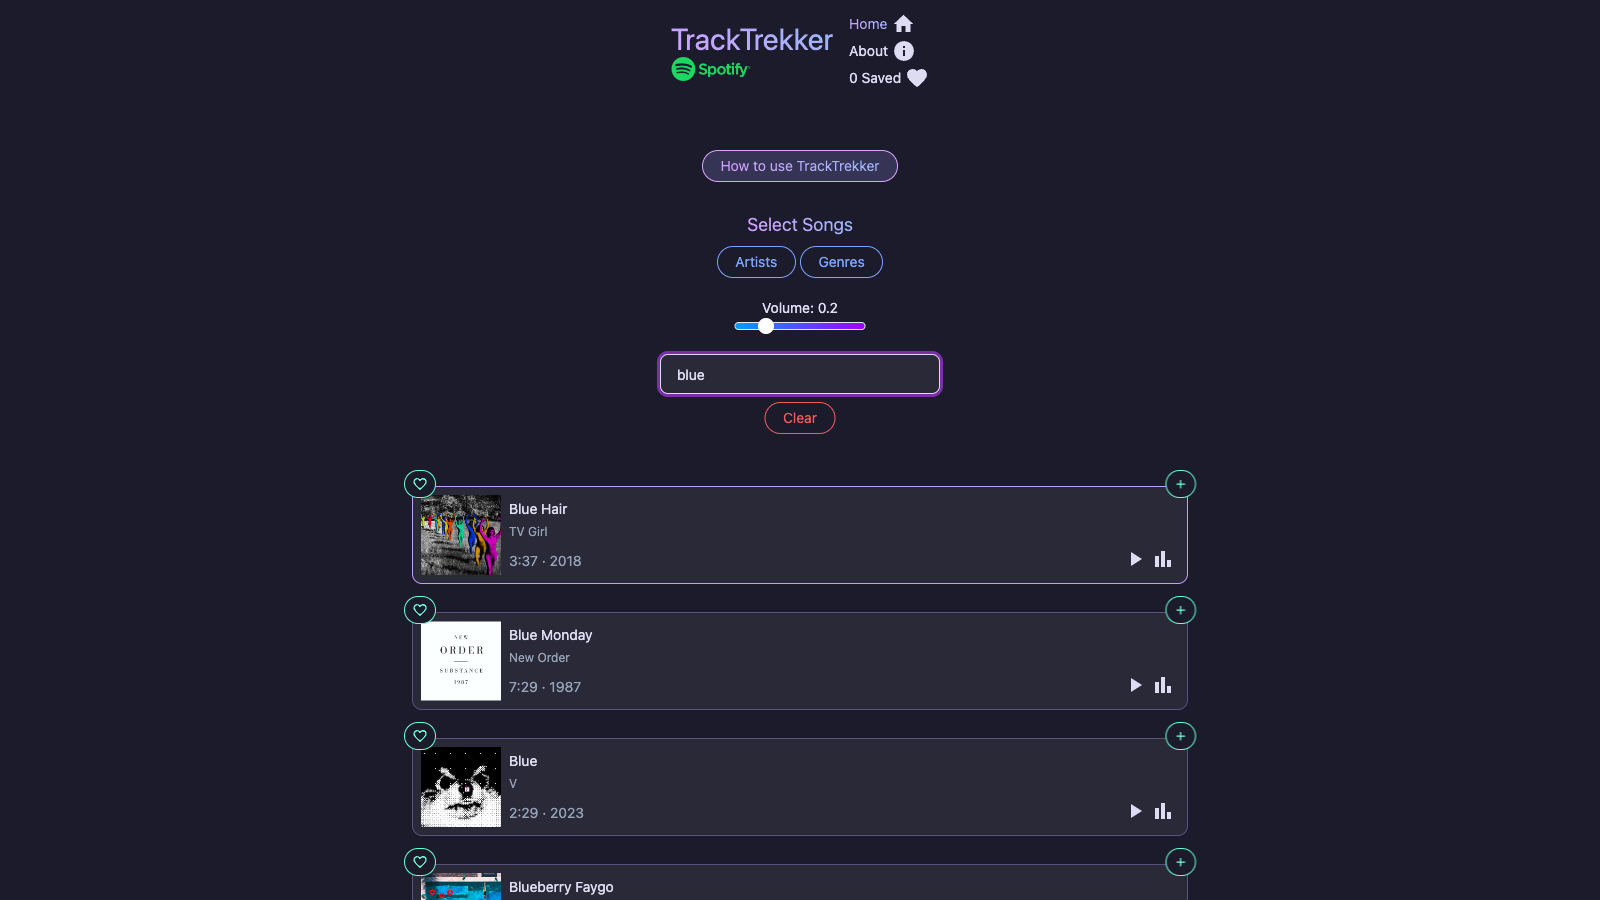 TrackTrekker
Spotify
Home
About
0 Saved
How to use TrackTrekker
Select Songs
Artists
Genres
Volume: 0.2
blue
Clear
Blue Hair
TV Girl
3:37 · 2018
NEW
ORDER
SUBSTANCE
1987
Blue Monday
New Order
7:29 · 1987
Blue
V
2:29 · 2023
Blueberry Faygo